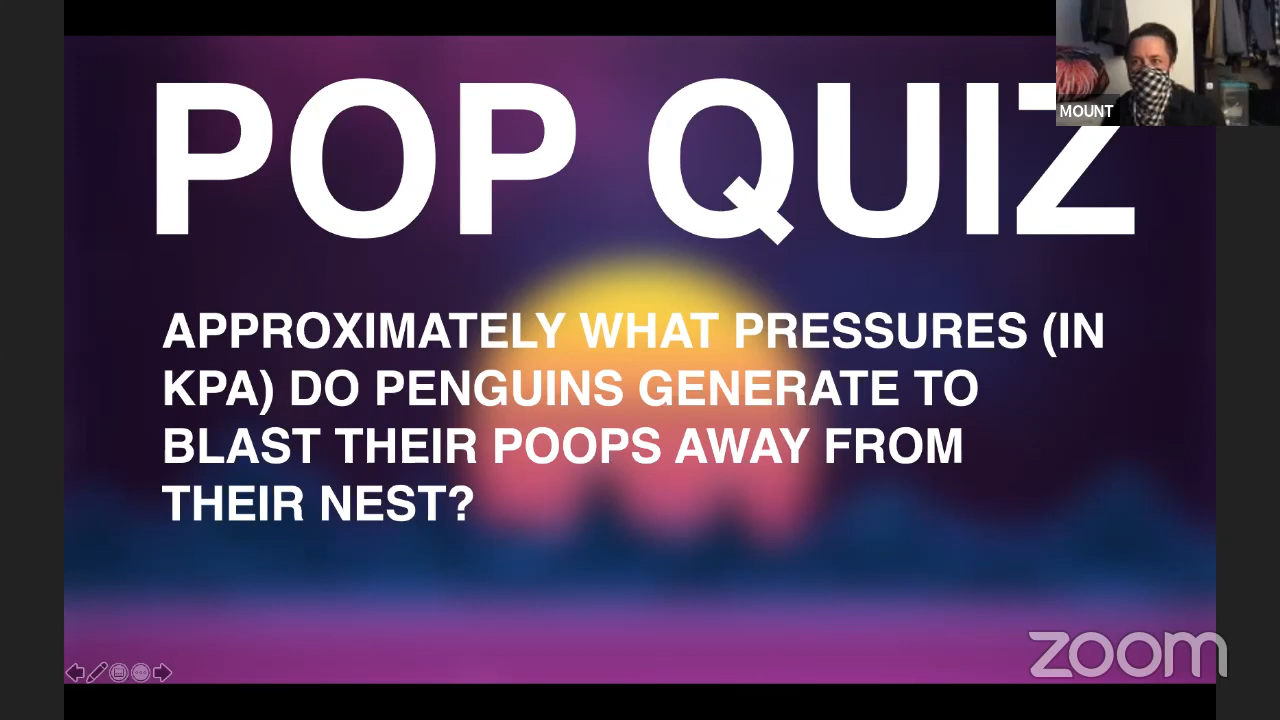 POP QUIZ
MOUNT
APPROXIMATELY WHAT PRESSURES (IN
KPA) DO PENGUINS GENERATE TO
BLAST THEIR POOPS AWAY FROM
THEIR NEST?
zoom